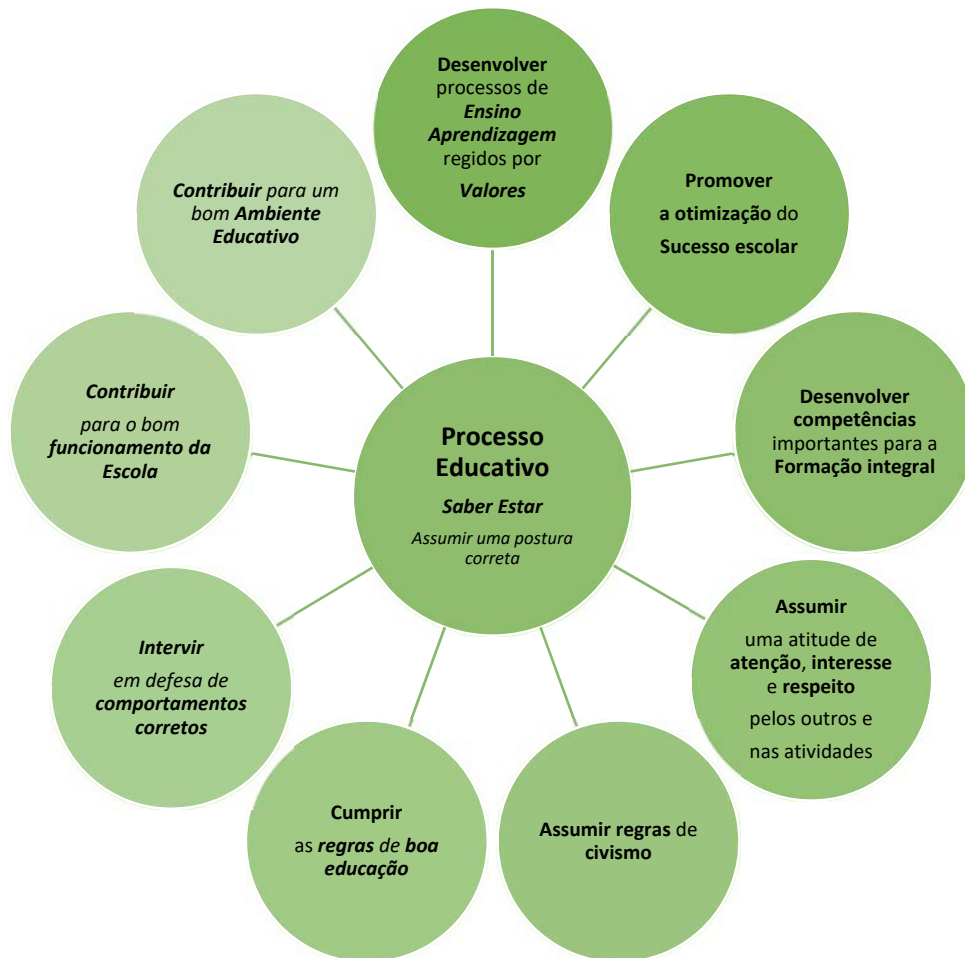 Desenvolver
processos de
Ensino
Aprendizagem
regidos por
Valores
Promover
a otimização do
Sucesso escolar
Desenvolver
competências
importantes para a
Formação integral
Assumir
uma atitude de
atenção, interesse
e respeito
pelos outros e
nas atividades
Assumir regras de
civismo
Cumprir
as regras de boa
educação
Intervir
em defesa de
comportamentos
corretos
Contribuir
para o bom
funcionamento da
Escola
Contribuir para um
bom Ambiente
Educativo
Processo
Educativo
Saber Estar
Assumir uma postura
correta